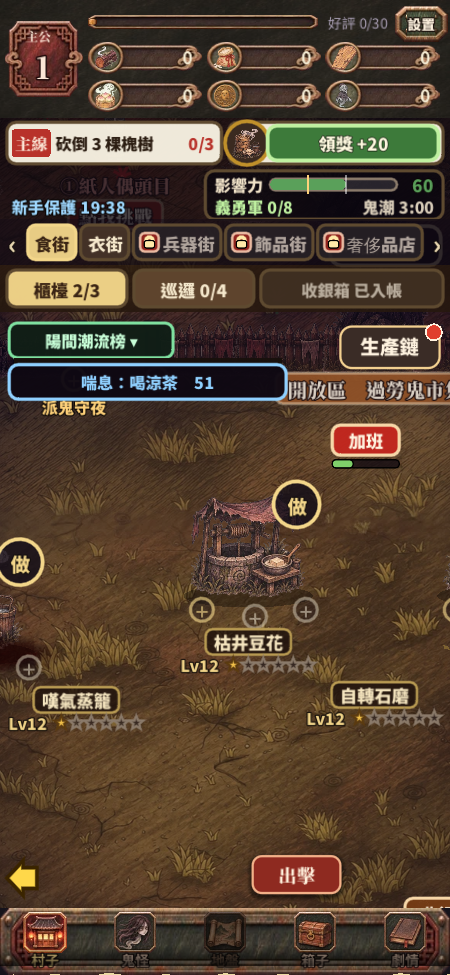 主公
1
好評 0/30
設置
0
0
0
0
0
0
主線 砍倒 3 棵槐樹 0/3
領獎 +20
①紙人偶頭目
影響力 60
新手保護 19:38
義勇軍 0/8 鬼潮 3:00
‹ 食街 衣街 兵器街 飾品街 奢侈品店 ›
櫃檯 2/3 巡邏 0/4 收銀箱 已入帳
陽間潮流榜 ▾
生產鏈
喘息：喝涼茶 51
開放區 過勞鬼市
派鬼守夜
加班
做
做
枯井豆花
Lv12
嘆氣蒸籠
Lv12
自轉石磨
Lv12
出擊
村子 鬼怪 地盤 箱子 劇情